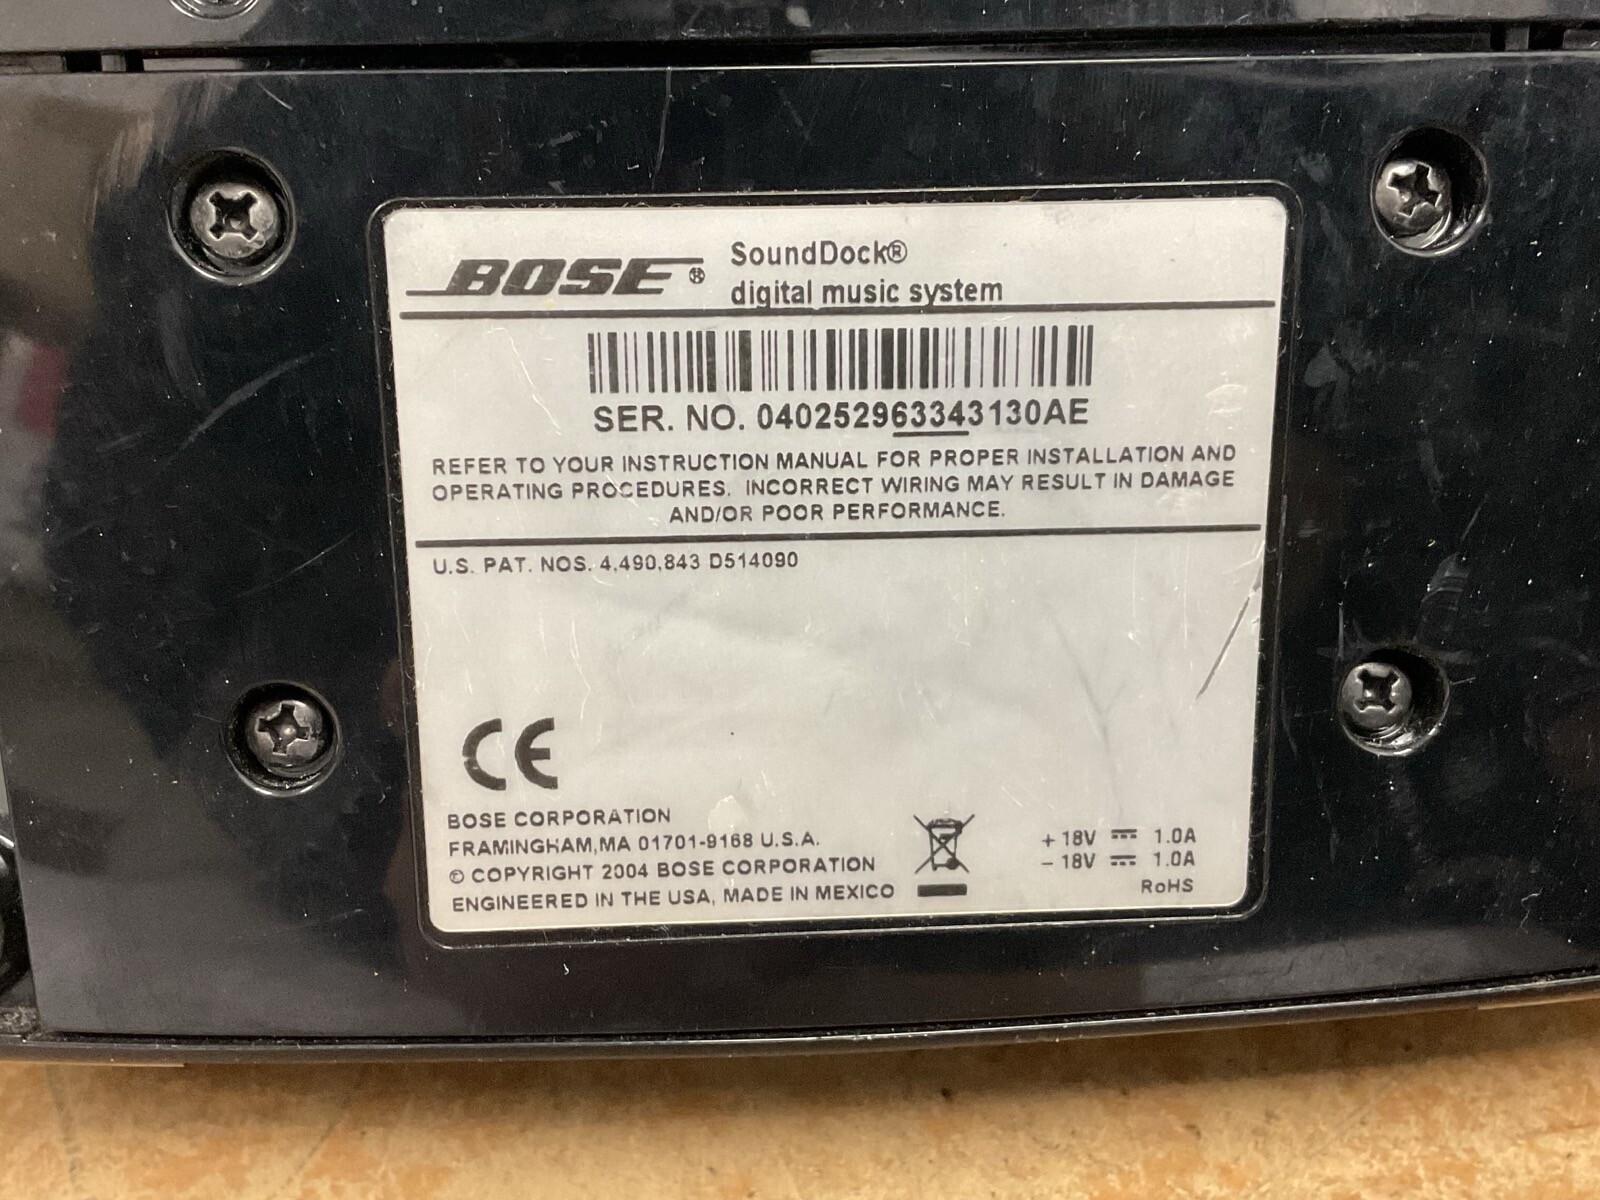 BOSE® SoundDock®
digital music system
SER. NO. 040252963343130AE
REFER TO YOUR INSTRUCTION MANUAL FOR PROPER INSTALLATION AND
OPERATING PROCEDURES. INCORRECT WIRING MAY RESULT IN DAMAGE
AND/OR POOR PERFORMANCE.
U.S. PAT. NOS. 4,490,843 D514090
CE
BOSE CORPORATION
FRAMINGHAM,MA 01701-9168 U.S.A.
© COPYRIGHT 2004 BOSE CORPORATION
ENGINEERED IN THE USA, MADE IN MEXICO
+ 18V ⎓ 1.0A
− 18V ⎓ 1.0A
RoHS